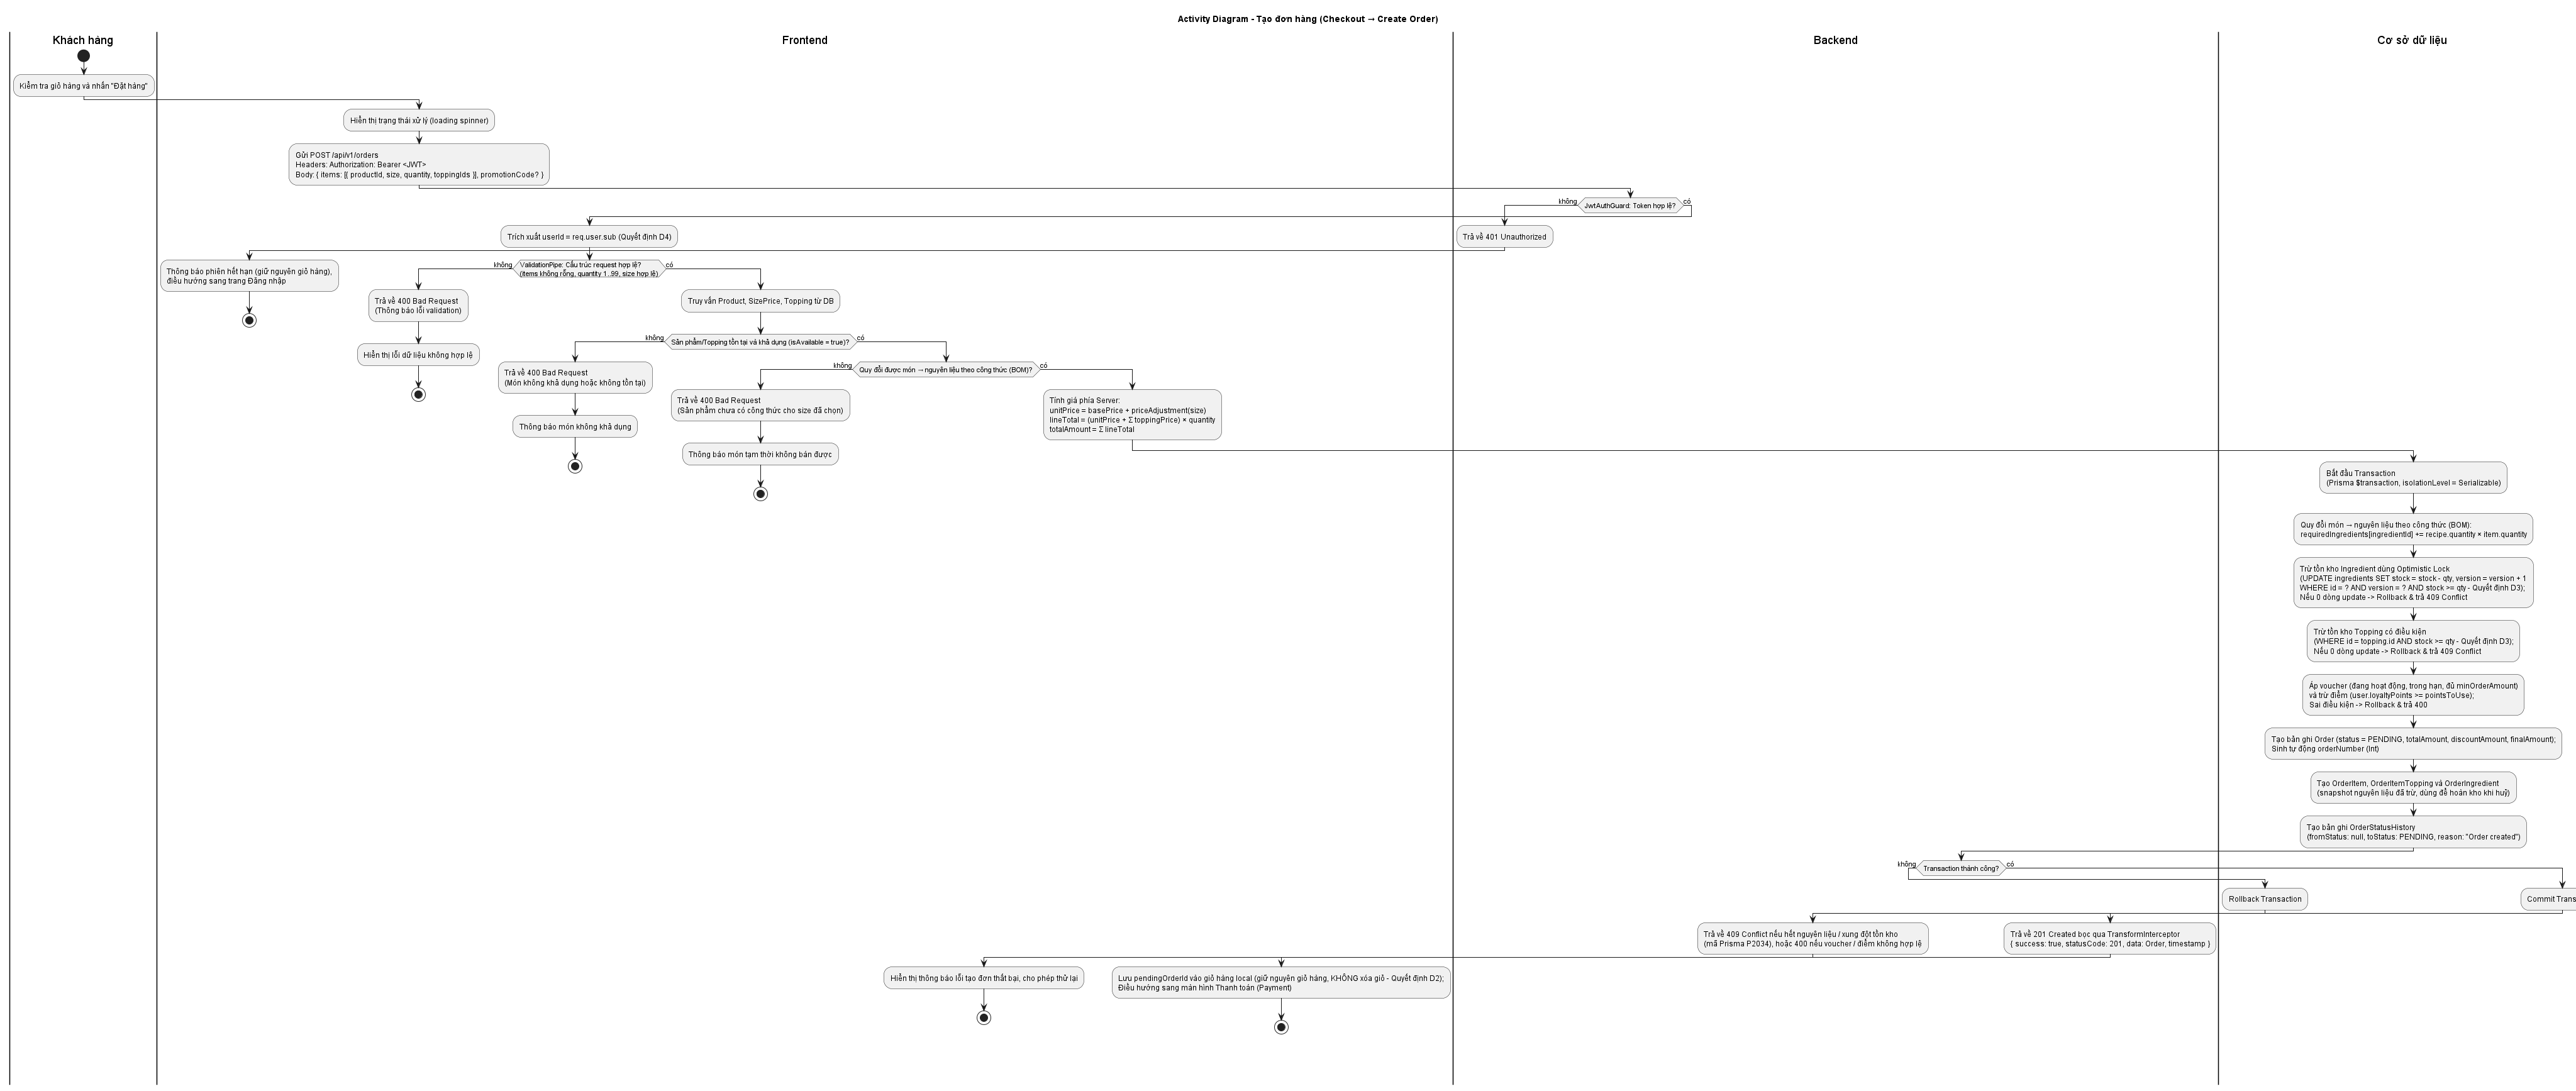 Activity Diagram - Tạo đơn hàng (Checkout → Create Order)
Khách hàng
Frontend
Backend
Cơ sở dữ liệu
Kiểm tra giỏ hàng và nhấn "Đặt hàng"
Hiển thị trạng thái xử lý (loading spinner)
Gửi POST /api/v1/orders
Headers: Authorization: Bearer <JWT>
Body: { items: [{ productId, size, quantity, toppingIds }], promotionCode? }
không
JwtAuthGuard: Token hợp lệ?
có
Trích xuất userId = req.user.sub (Quyết định D4)
Trả về 401 Unauthorized
Thông báo phiên hết hạn (giữ nguyên giỏ hàng),
điều hướng sang trang Đăng nhập
không
ValidationPipe: Cấu trúc request hợp lệ?
(items không rỗng, quantity 1..99, size hợp lệ)
có
Trả về 400 Bad Request
(Thông báo lỗi validation)
Truy vấn Product, SizePrice, Topping từ DB
Hiển thị lỗi dữ liệu không hợp lệ
không
Sản phẩm/Topping tồn tại và khả dụng (isAvailable = true)?
có
Trả về 400 Bad Request
(Món không khả dụng hoặc không tồn tại)
Thông báo món không khả dụng
không
Quy đổi được món → nguyên liệu theo công thức (BOM)?
có
Trả về 400 Bad Request
(Sản phẩm chưa có công thức cho size đã chọn)
Thông báo món tạm thời không bán được
Tính giá phía Server:
unitPrice = basePrice + priceAdjustment(size)
lineTotal = (unitPrice + Σ toppingPrice) × quantity
totalAmount = Σ lineTotal
Bắt đầu Transaction
(Prisma $transaction, isolationLevel = Serializable)
Quy đổi món → nguyên liệu theo công thức (BOM):
requiredIngredients[ingredientId] += recipe.quantity × item.quantity
Trừ tồn kho Ingredient dùng Optimistic Lock
(UPDATE ingredients SET stock = stock - qty, version = version + 1
WHERE id = ? AND version = ? AND stock >= qty - Quyết định D3);
Nếu 0 dòng update -> Rollback & trả 409 Conflict
Trừ tồn kho Topping có điều kiện
(WHERE id = topping.id AND stock >= qty - Quyết định D3);
Nếu 0 dòng update -> Rollback & trả 409 Conflict
Áp voucher (đang hoạt động, trong hạn, đủ minOrderAmount)
và trừ điểm (user.loyaltyPoints >= pointsToUse);
Sai điều kiện -> Rollback & trả 400
Tạo bản ghi Order (status = PENDING, totalAmount, discountAmount, finalAmount);
Sinh tự động orderNumber (Int)
Tạo OrderItem, OrderItemTopping và OrderIngredient
(snapshot nguyên liệu đã trừ, dùng để hoàn kho khi huỷ)
Tạo bản ghi OrderStatusHistory
(fromStatus: null, toStatus: PENDING, reason: "Order created")
không
Transaction thành công?
có
Rollback Transaction
Commit Trans
Trả về 409 Conflict nếu hết nguyên liệu / xung đột tồn kho
(mã Prisma P2034), hoặc 400 nếu voucher / điểm không hợp lệ
Trả về 201 Created bọc qua TransformInterceptor
{ success: true, statusCode: 201, data: Order, timestamp }
Hiển thị thông báo lỗi tạo đơn thất bại, cho phép thử lại
Lưu pendingOrderId vào giỏ hàng local (giữ nguyên giỏ hàng, KHÔNG xóa giỏ - Quyết định D2);
Điều hướng sang màn hình Thanh toán (Payment)